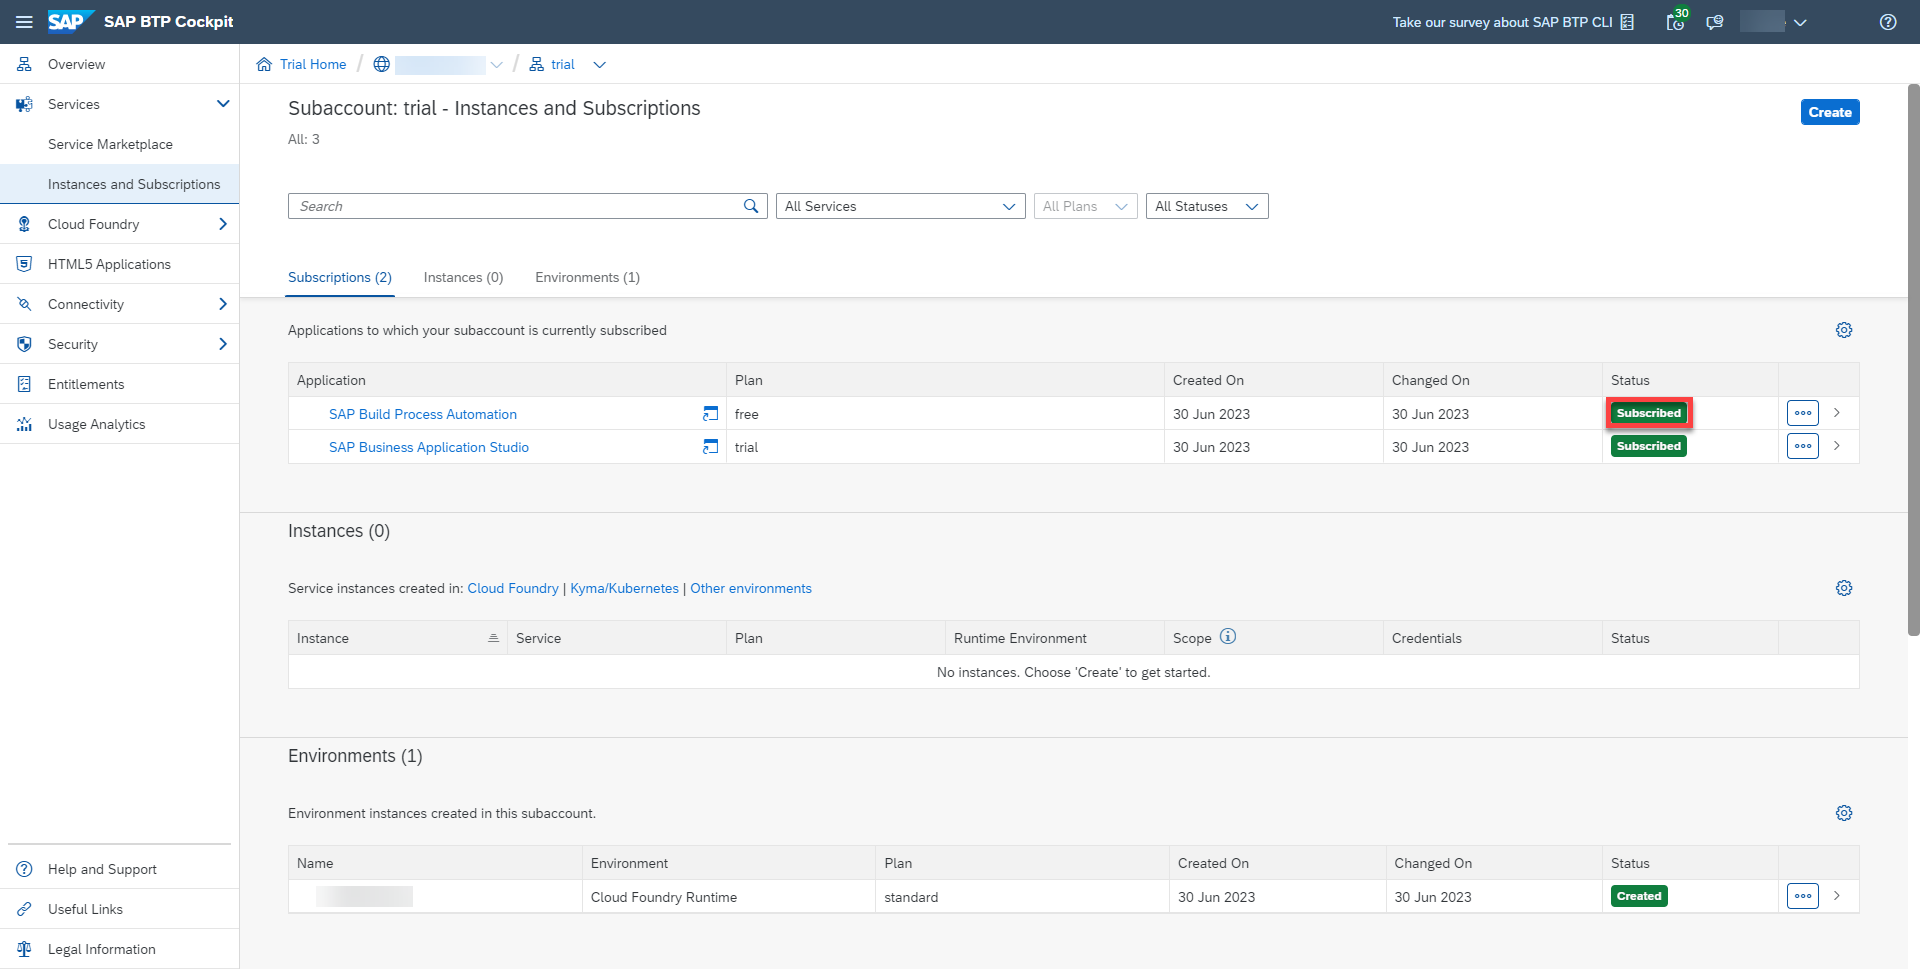 SAP SAP BTP Cockpit
Take our survey about SAP BTP CLI
30
Overview
Services
Service Marketplace
Instances and Subscriptions
Cloud Foundry
HTML5 Applications
Connectivity
Security
Entitlements
Usage Analytics
Help and Support
Useful Links
Legal Information
Trial Home / / trial
Subaccount: trial - Instances and Subscriptions
Create
All: 3
Search
All Services
All Plans
All Statuses
Subscriptions (2) Instances (0) Environments (1)
Applications to which your subaccount is currently subscribed
Application Plan Created On Changed On Status
SAP Build Process Automation free 30 Jun 2023 30 Jun 2023 Subscribed
SAP Business Application Studio trial 30 Jun 2023 30 Jun 2023 Subscribed
Instances (0)
Service instances created in: Cloud Foundry | Kyma/Kubernetes | Other environments
Instance Service Plan Runtime Environment Scope Credentials Status
No instances. Choose 'Create' to get started.
Environments (1)
Environment instances created in this subaccount.
Name Environment Plan Created On Changed On Status
Cloud Foundry Runtime standard 30 Jun 2023 30 Jun 2023 Created